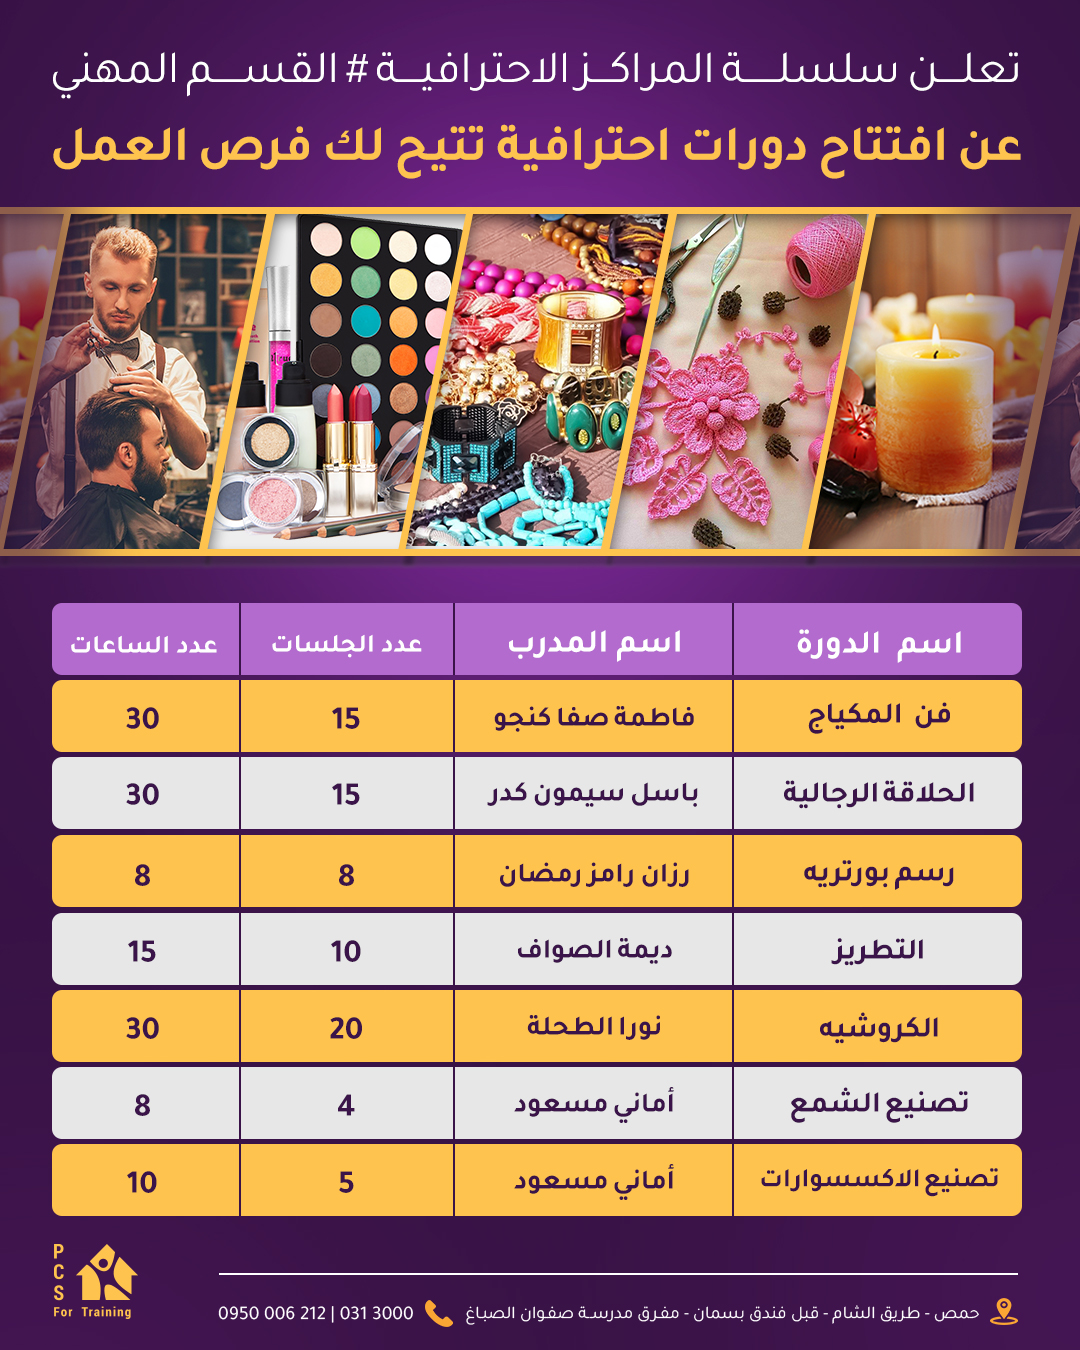 تعلن سلسلة المراكز الاحترافية # القسم المهني
عن افتتاح دورات احترافية تتيح لك فرص العمل
اسم الدورة اسم المدرب عدد الجلسات عدد الساعات
فن المكياج فاطمة صفا كنجو 15 30
الحلاقة الرجالية باسل سيمون كدر 15 30
رسم بورتريه رزان رامز رمضان 8 8
التطريز ديمة الصواف 10 15
الكروشيه نورا الطحلة 20 30
تصنيع الشمع أماني مسعود 4 8
تصنيع الاكسسوارات أماني مسعود 5 10
حمص - طريق الشام - قبل فندق بسمان - مفرق مدرسة صفوان الصباغ
0950 006 212 | 031 3000
PCS
For Training